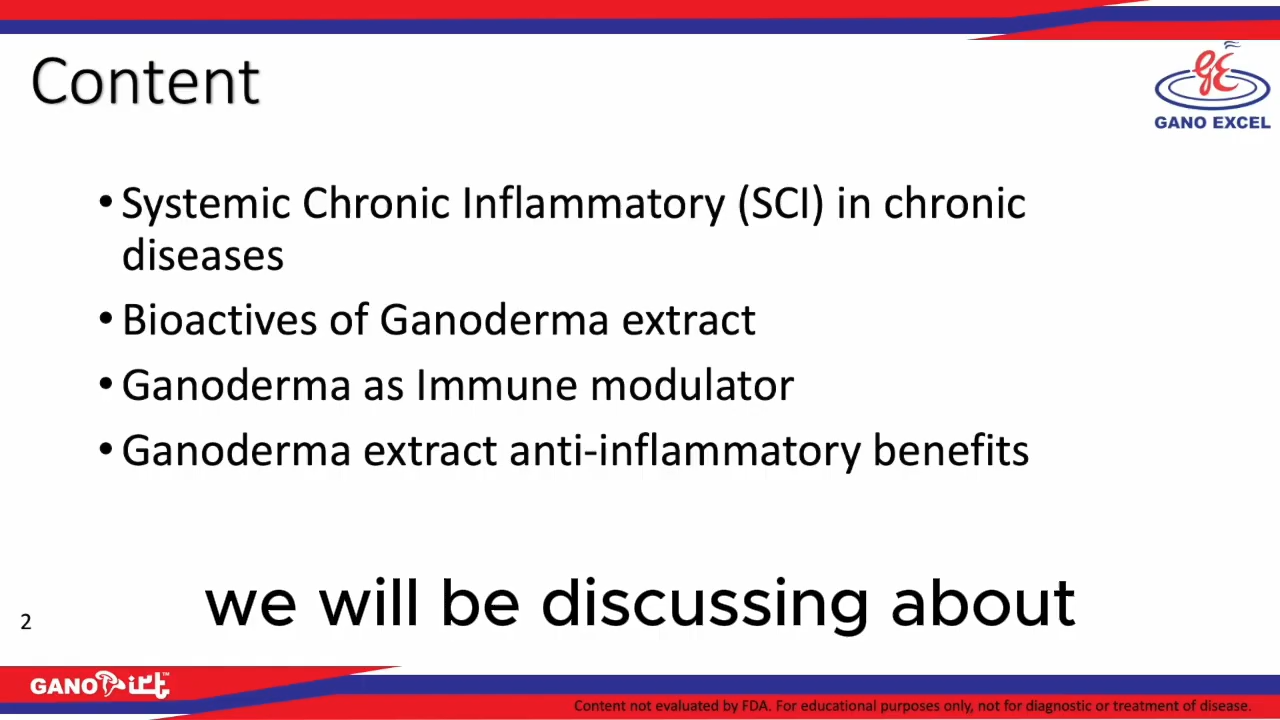 Content
GANO EXCEL
• Systemic Chronic Inflammatory (SCI) in chronic
diseases
• Bioactives of Ganoderma extract
• Ganoderma as Immune modulator
• Ganoderma extract anti-inflammatory benefits
we will be discussing about
2
GANO
Content not evaluated by FDA. For educational purposes only, not for diagnostic or treatment of disease.